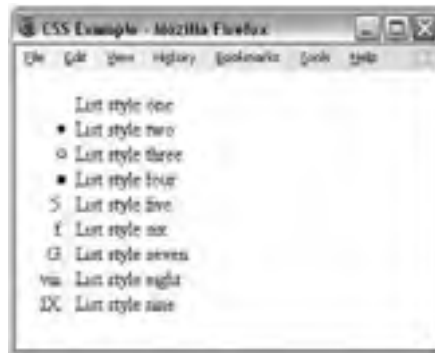 CSS Example - Mozilla Firefox
File Edit View History Bookmarks Tools Help
List style one
• List style two
○ List style three
■ List style four
5 List style five
f List style six
G List style seven
viii List style eight
IX List style nine